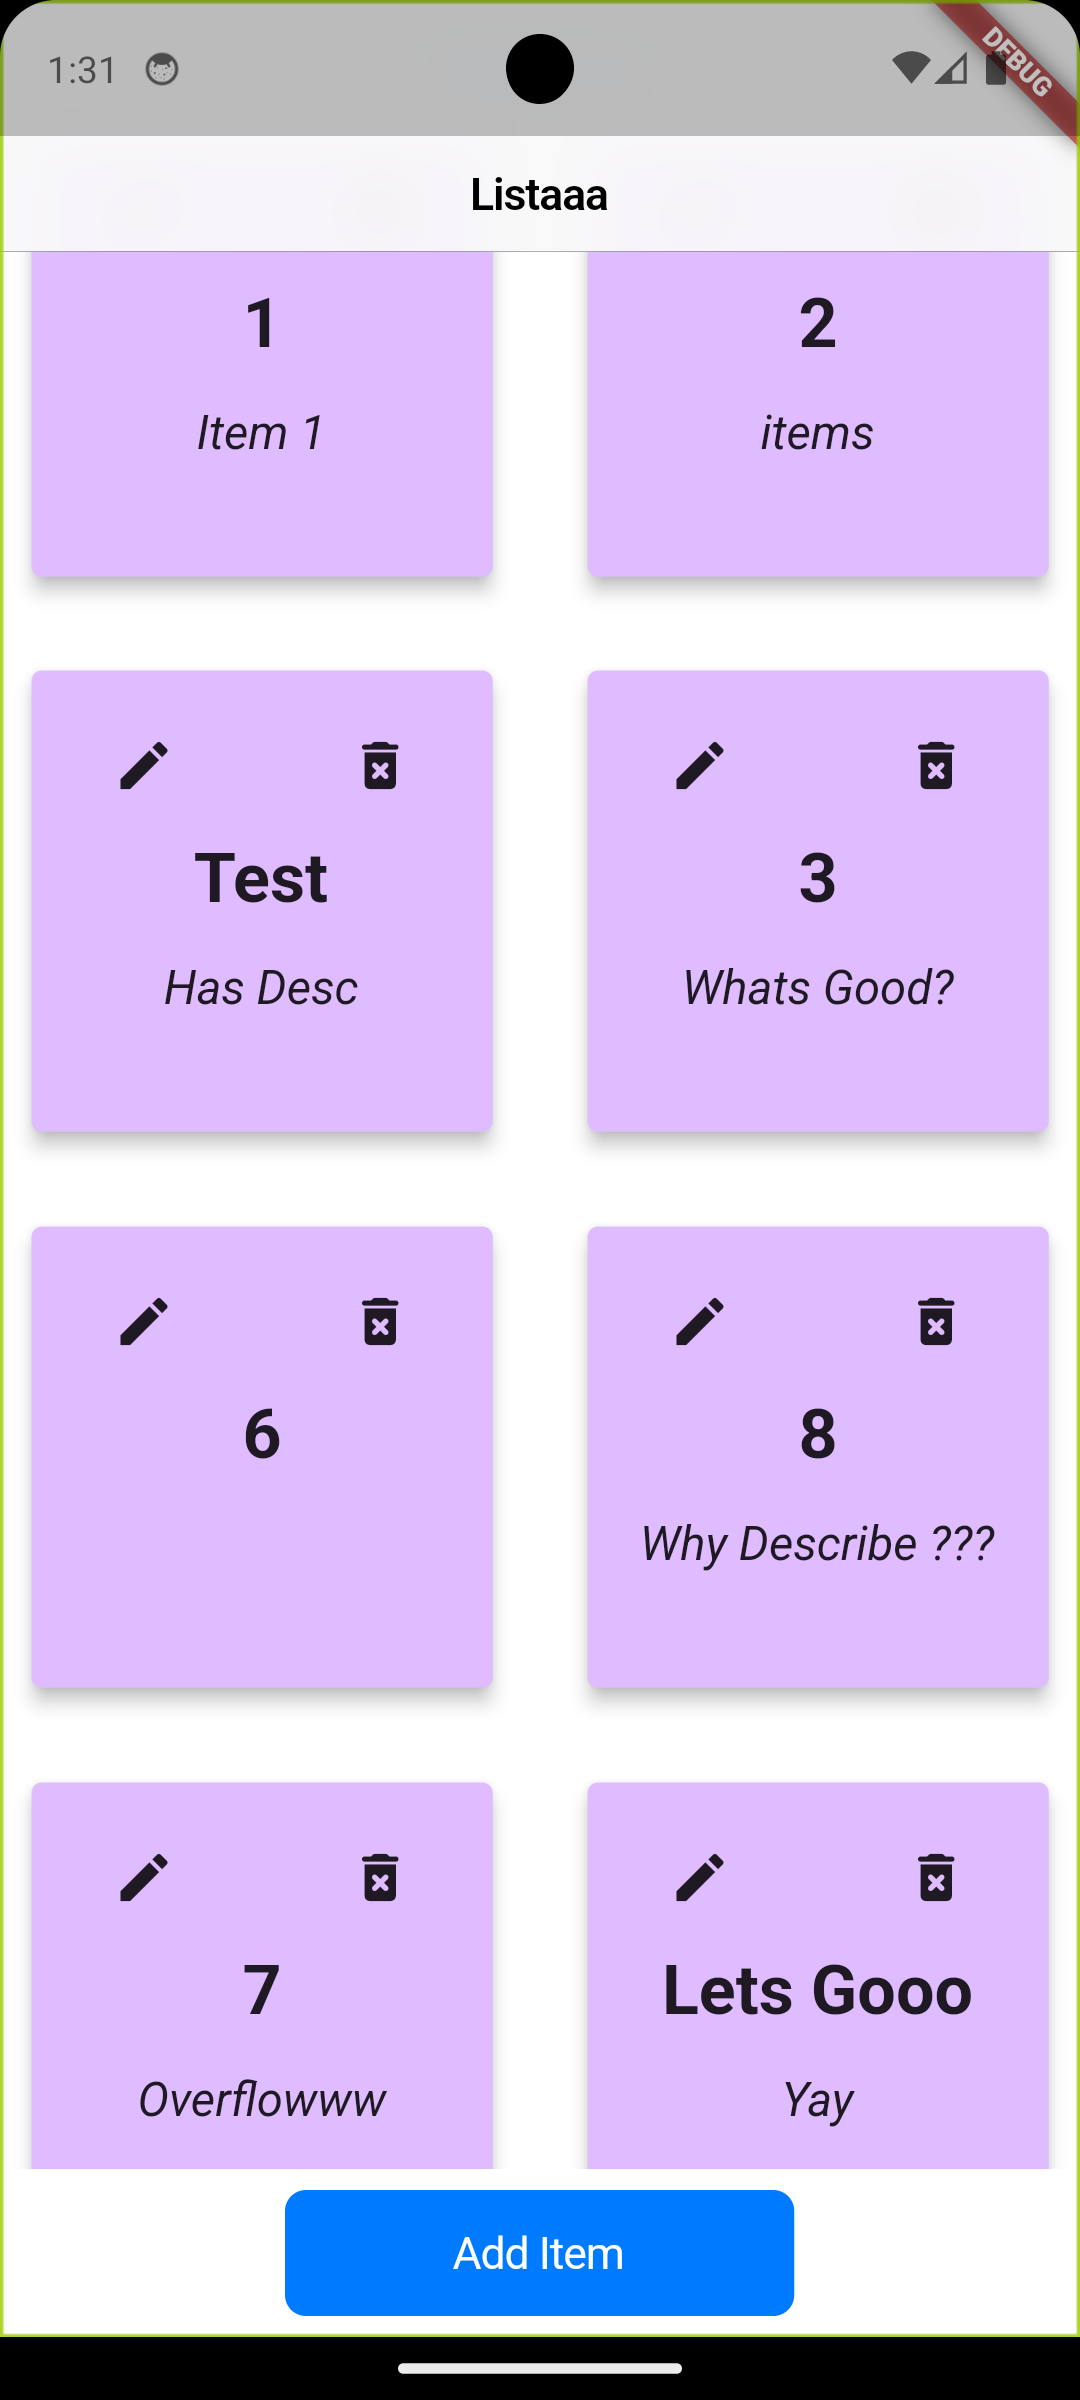 1:31
DEBUG
Listaaa
1
2
Item 1
items
Test
3
Has Desc
Whats Good?
6
8
Why Describe ???
7
Lets Gooo
Overflowww
Yay
Add Item